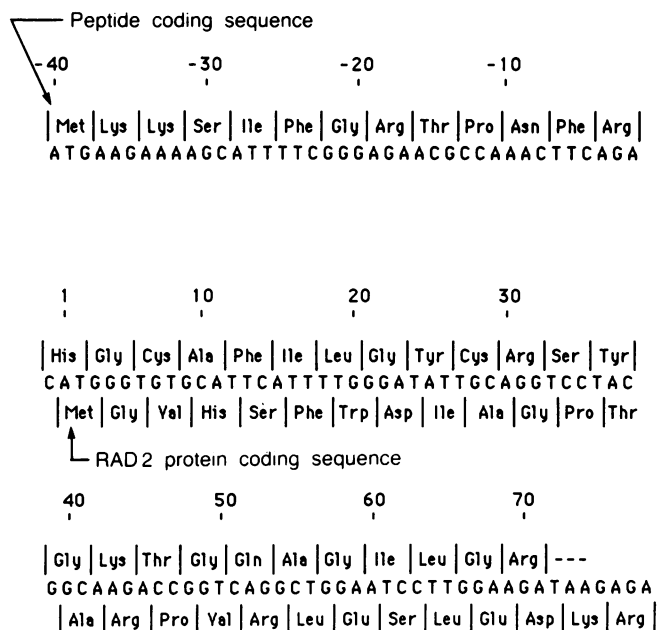 Peptide coding sequence
-40 -30 -20 -10
|Met|Lys|Lys|Ser|Ile|Phe|Gly|Arg|Thr|Pro|Asn|Phe|Arg|
ATGAAGAAAAGCATTTTCGGGAGAACGCCAAACTTCAGA
1 10 20 30
|His|Gly|Cys|Ala|Phe|Ile|Leu|Gly|Tyr|Cys|Arg|Ser|Tyr|
CATGGGTGTGCATTCATTTTGGGATATTGCAGGTCCTAC
|Met|Gly|Val|His|Ser|Phe|Trp|Asp|Ile|Ala|Gly|Pro|Thr
RAD2 protein coding sequence
40 50 60 70
|Gly|Lys|Thr|Gly|Gln|Ala|Gly|Ile|Leu|Gly|Arg|---
GGCAAGACCGGTCAGGCTGGAATCCTTGGAAGATAAGAGA
|Ala|Arg|Pro|Val|Arg|Leu|Glu|Ser|Leu|Glu|Asp|Lys|Arg|